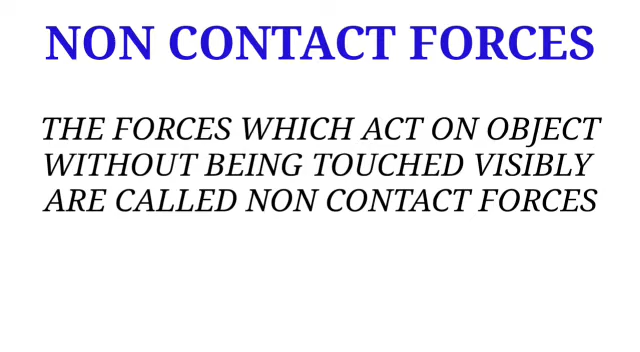 NON CONTACT FORCES
THE FORCES WHICH ACT ON OBJECT
WITHOUT BEING TOUCHED VISIBLY
ARE CALLED NON CONTACT FORCES